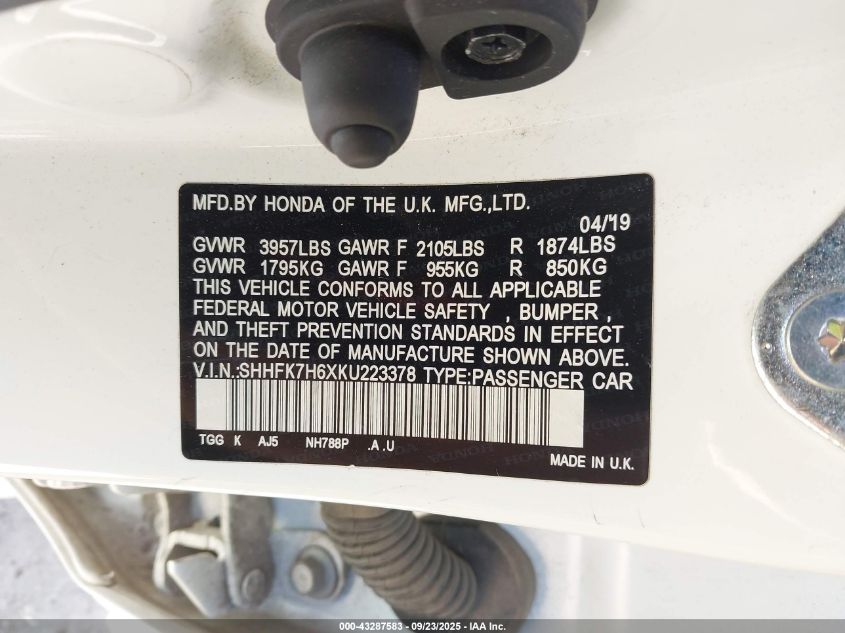 MFD.BY HONDA OF THE U.K. MFG.,LTD.
04/19
GVWR 3957LBS GAWR F 2105LBS R 1874LBS
GVWR 1795KG GAWR F 955KG R 850KG
THIS VEHICLE CONFORMS TO ALL APPLICABLE
FEDERAL MOTOR VEHICLE SAFETY , BUMPER ,
AND THEFT PREVENTION STANDARDS IN EFFECT
ON THE DATE OF MANUFACTURE SHOWN ABOVE.
V.I.N.:SHHFK7H6XKU223378 TYPE:PASSENGER CAR
TGG K AJ5 NH788P .A .U
MADE IN U.K.
000-43287583 - 09/23/2025 - IAA Inc.